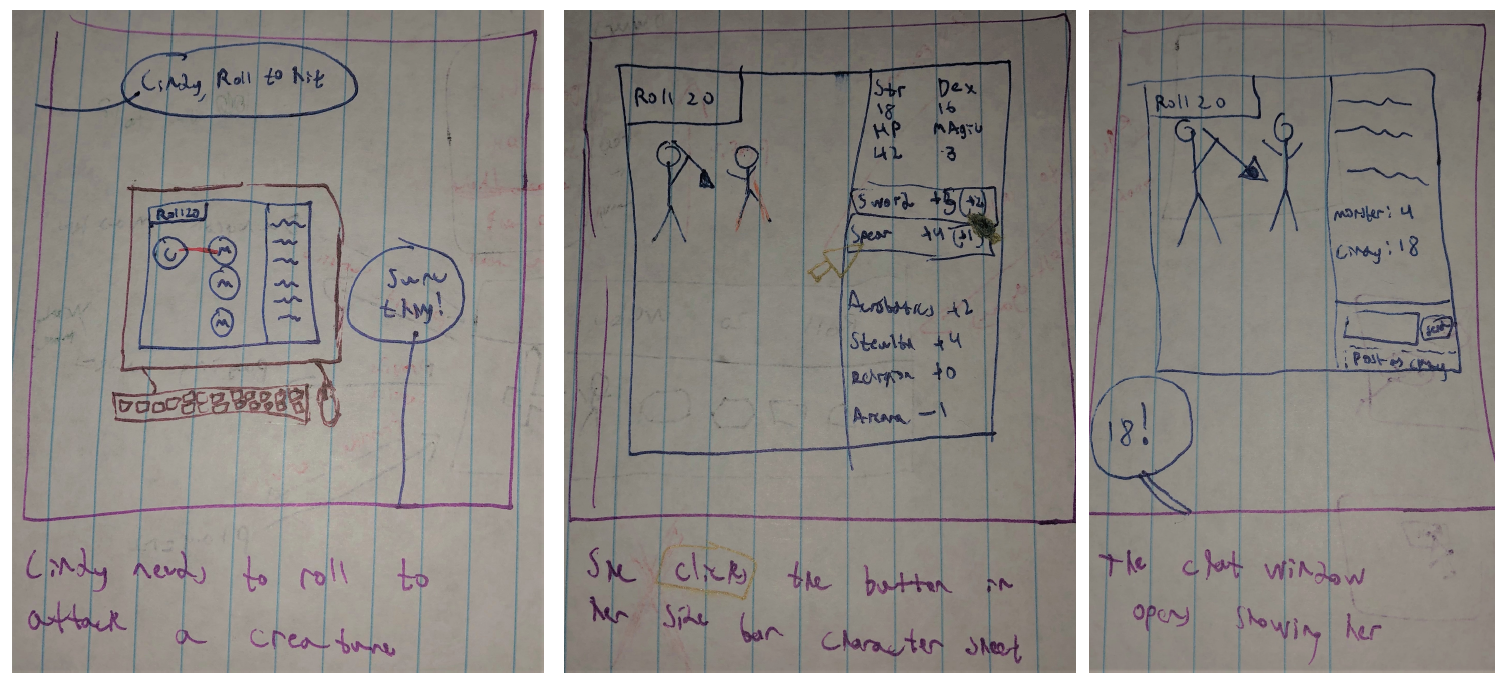 Cindy, Roll to hit
Roll20
C M
M
M
Sure
thing!
Cindy needs to roll to
attack a creature
Roll 20
Str Dex
18 16
HP MAgic
42 -3
Sword +5 (+2)
Spear +4 (+1)
Acrobatics +2
Stealth +4
Religion +0
Arcana -1
She clicks the button in
her side bar character sheet
Roll 20
monster: 4
Cindy: 18
Send
Post as Cindy
18!
The chat window
opens showing her